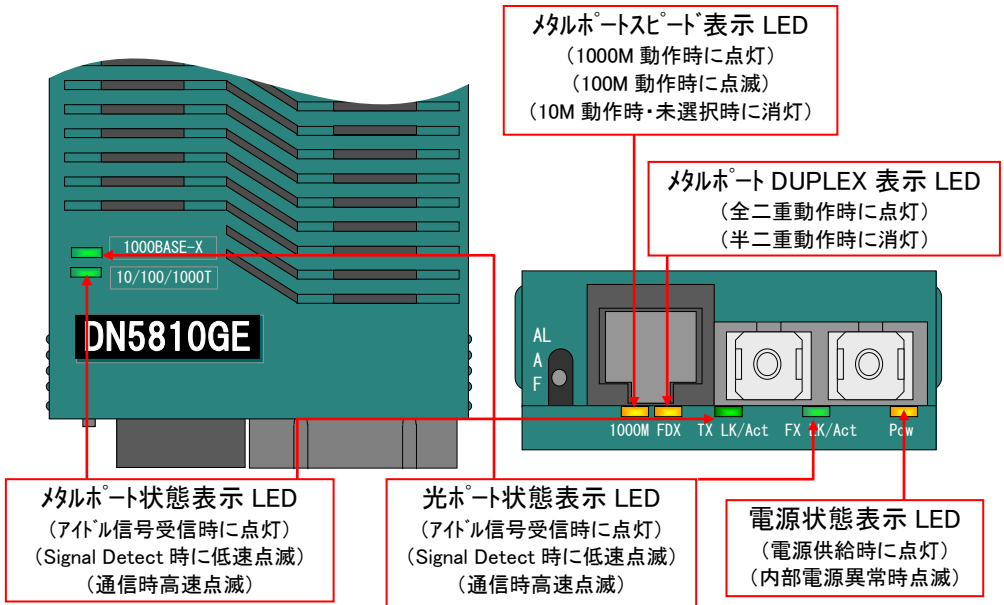 メタルポートスピード表示 LED
(1000M 動作時に点灯)
(100M 動作時に点滅)
(10M 動作時・未選択時に消灯)
メタルポート DUPLEX 表示 LED
(全二重動作時に点灯)
(半二重動作時に消灯)
1000BASE-X
10/100/1000T
DN5810GE
AL
A
F
1000M FDX TX LK/Act FX LK/Act Pow
メタルポート状態表示 LED
(アイドル信号受信時に点灯)
(Signal Detect 時に低速点滅)
(通信時高速点滅)
光ポート状態表示 LED
(アイドル信号受信時に点灯)
(Signal Detect 時に低速点滅)
(通信時高速点滅)
電源状態表示 LED
(電源供給時に点灯)
(内部電源異常時点滅)